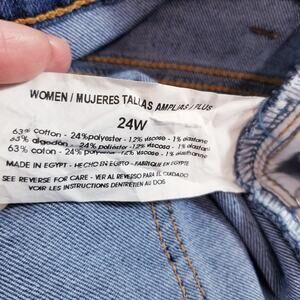 WOMEN / MUJERES TALLAS AMPLIAS / PLUS
24W
63% cotton - 24% polyester - 12% viscose - 1% elastane
63% algodón - 24% poliéster - 12% viscosa - 1% elastano
63% coton - 24% polyester - 12% viscose - 1% élasthanne
MADE IN EGYPT - HECHO EN EGIPTO - FABRIQUE EN EGYPTE
SEE REVERSE FOR CARE - VER AL REVERSO PARA EL CUIDADO
VOIR LES INSTRUCTIONS D'ENTRETIEN AU DOS